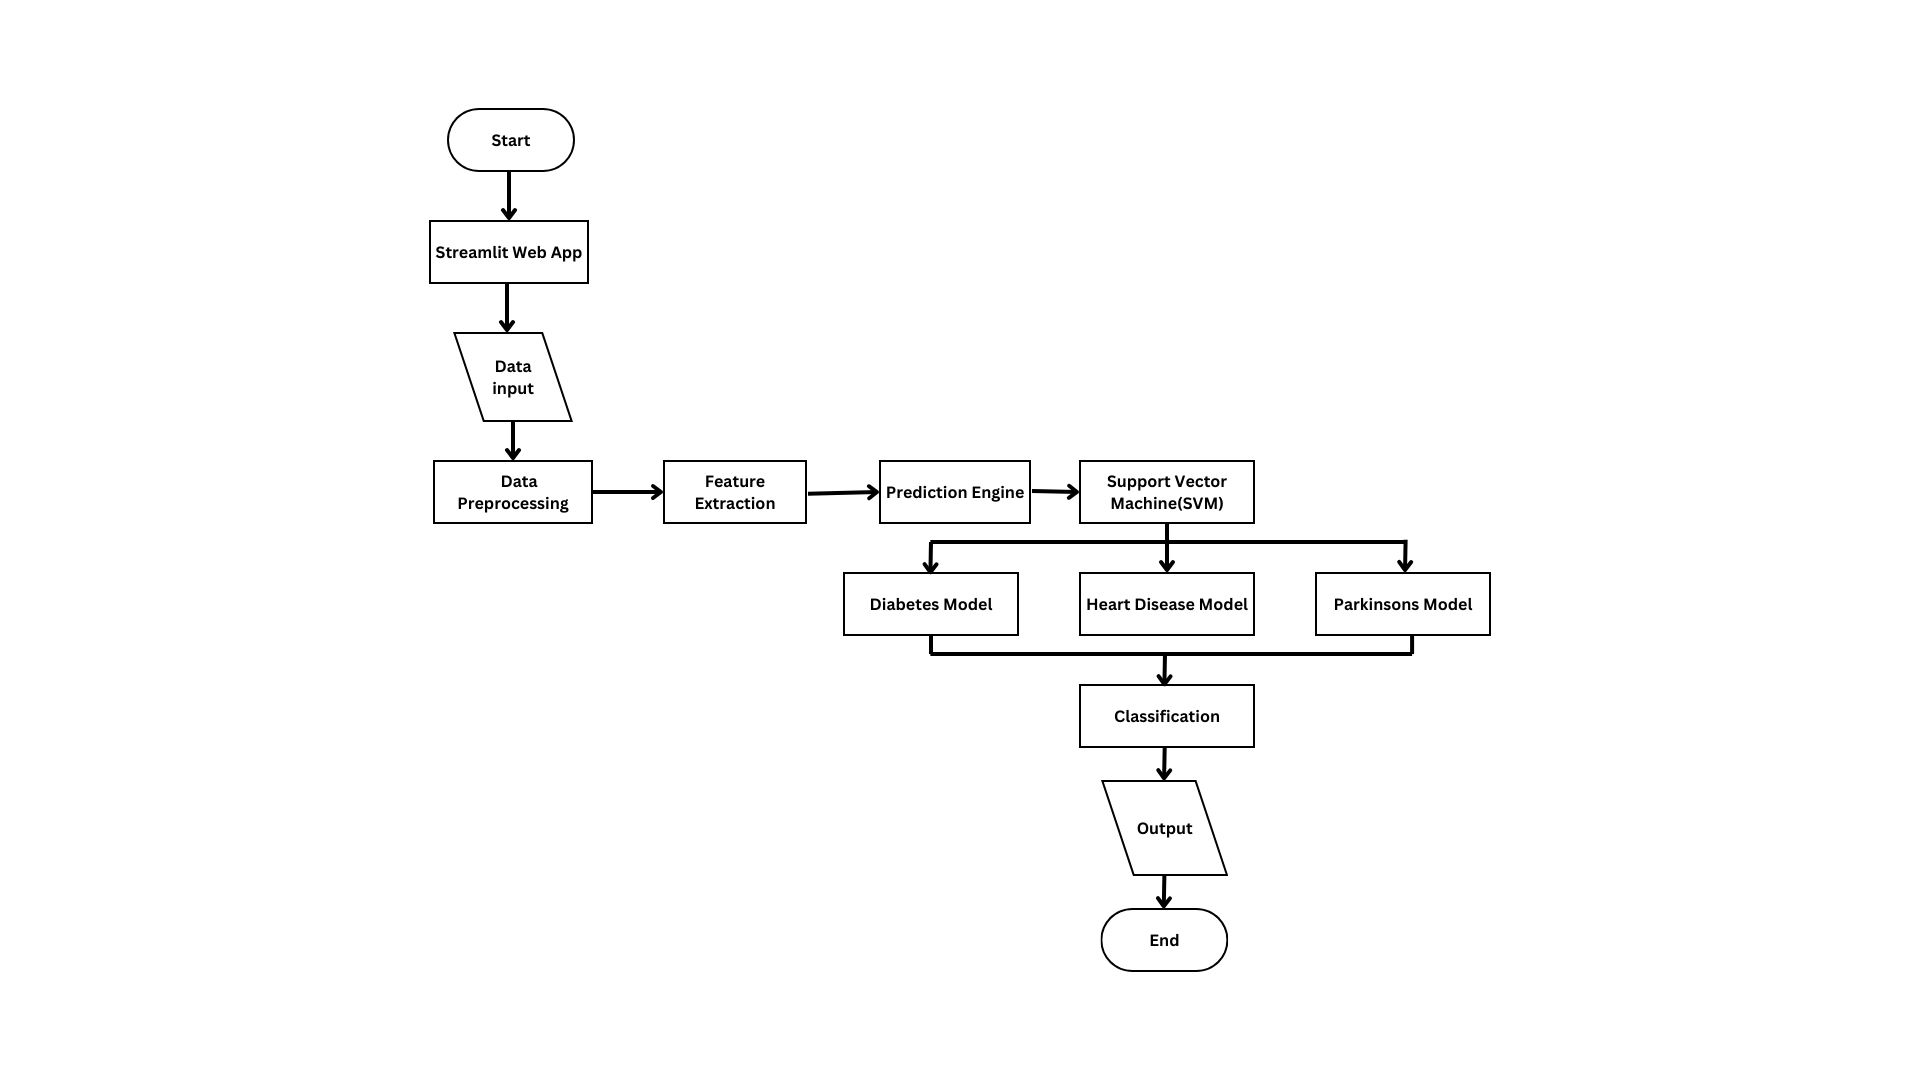 Start
Streamlit Web App
Data
input
Data
Preprocessing
Feature
Extraction
Prediction Engine
Support Vector
Machine(SVM)
Diabetes Model
Heart Disease Model
Parkinsons Model
Classification
Output
End